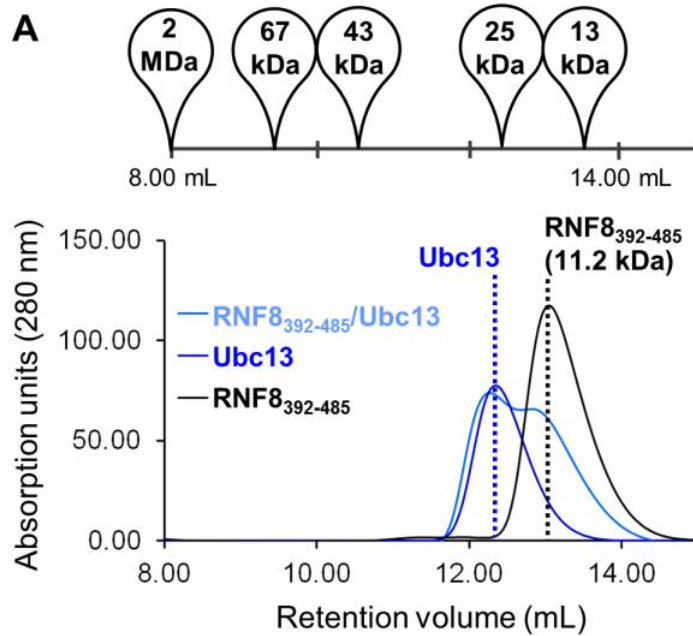 A
2
MDa
67
kDa
43
kDa
25
kDa
13
kDa
8.00 mL
14.00 mL
Absorption units (280 nm)
150.00
100.00
50.00
0.00
RNF8392-485
(11.2 kDa)
Ubc13
RNF8392-485/Ubc13
Ubc13
RNF8392-485
8.00
10.00
12.00
14.00
Retention volume (mL)